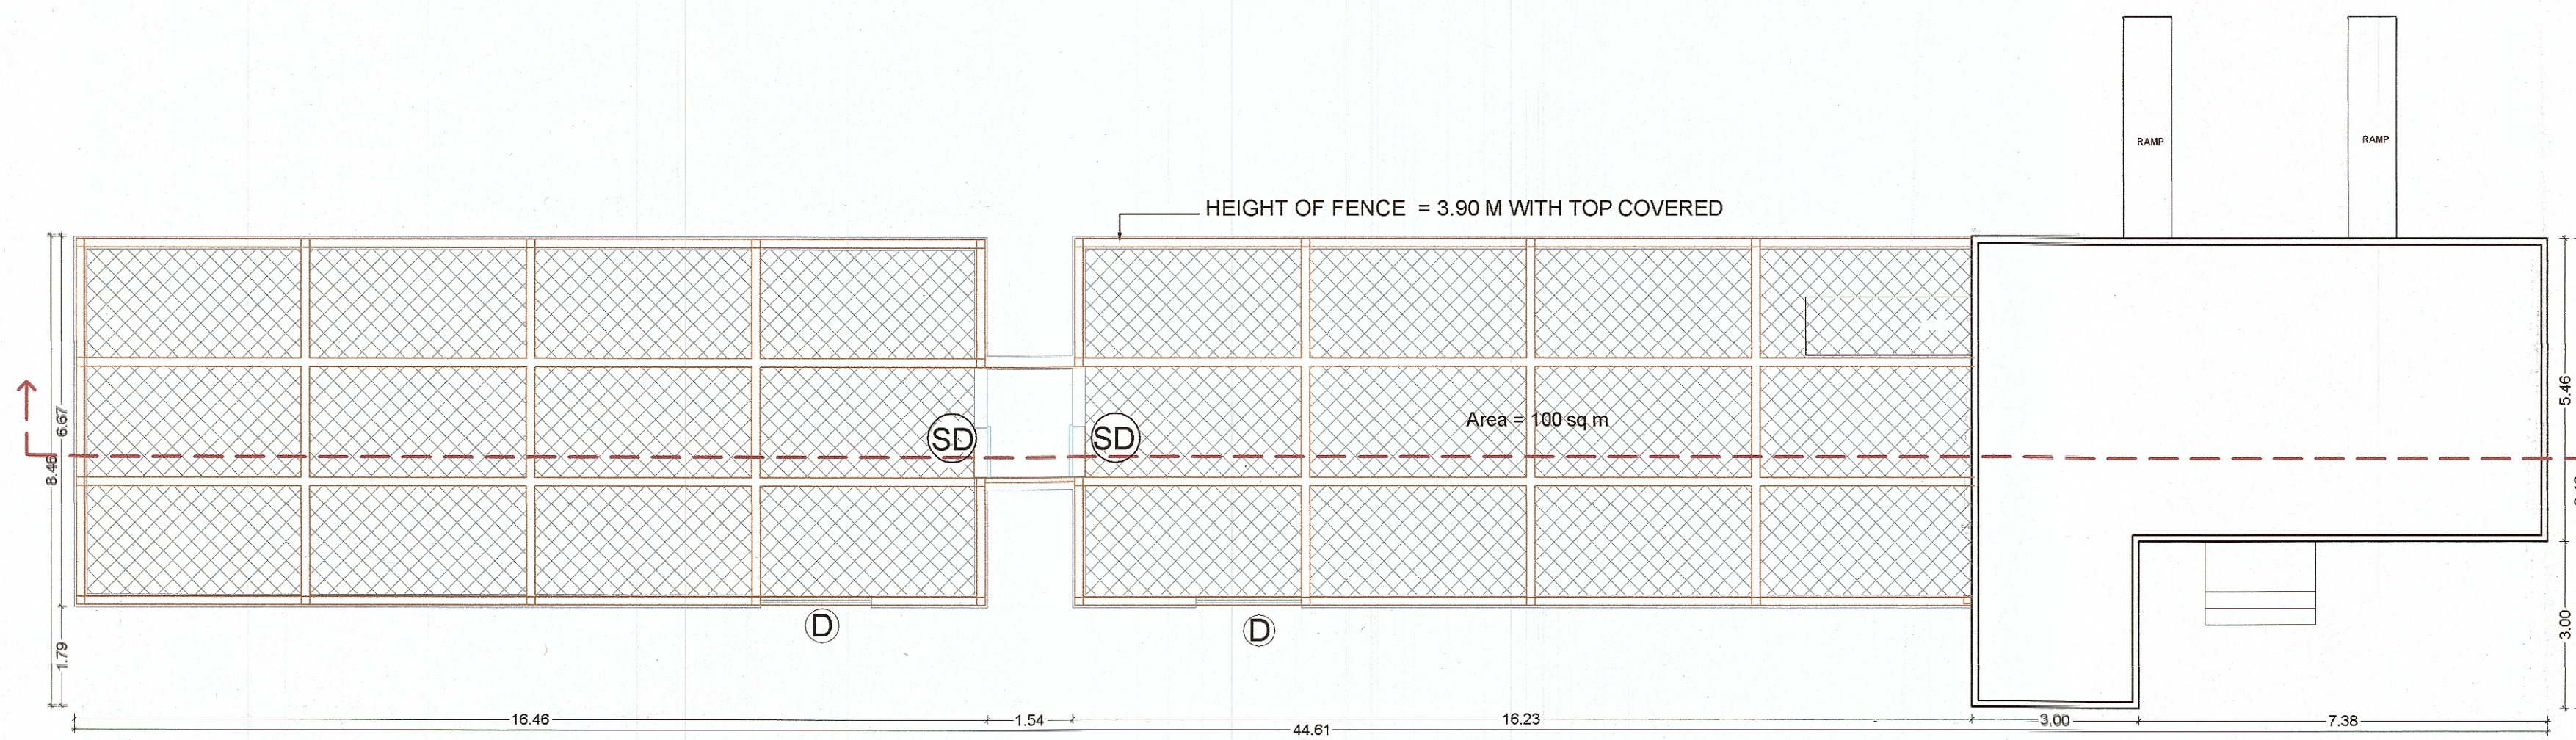 RAMP
RAMP
HEIGHT OF FENCE = 3.90 M WITH TOP COVERED
5.46
6.67
8.46
Area = 100 sq m
SD
SD
D
D
1.79
3.00
16.46
1.54
16.23
3.00
7.38
44.61